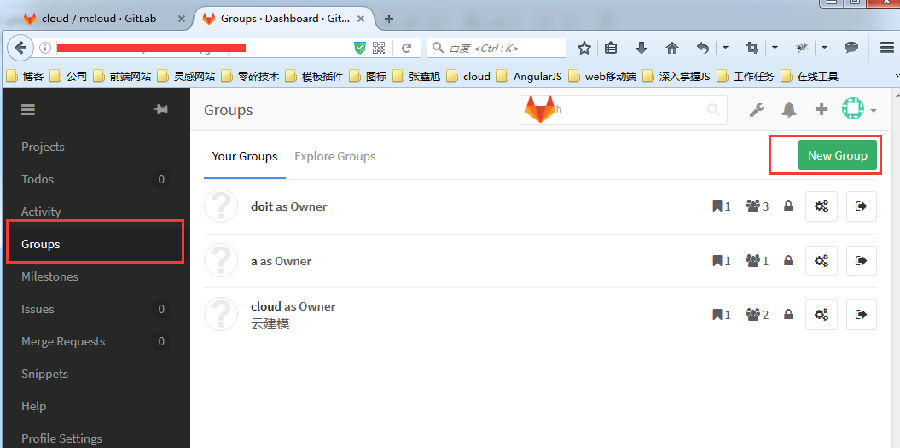 cloud / mcloud · GitLab
Groups · Dashboard · Git...
百度 <Ctrl+K>
博客 公司 前端网站 灵感网站 零碎技术 模板插件 图标 张鑫旭 cloud AngularJS web移动端 深入掌握JS 工作任务 在线工具
Groups
h
Projects
Todos 0
Activity
Groups
Milestones
Issues 0
Merge Requests 0
Snippets
Help
Profile Settings
Your Groups Explore Groups New Group
doit as Owner 1 3
a as Owner 1 1
cloud as Owner 1 2
云建模